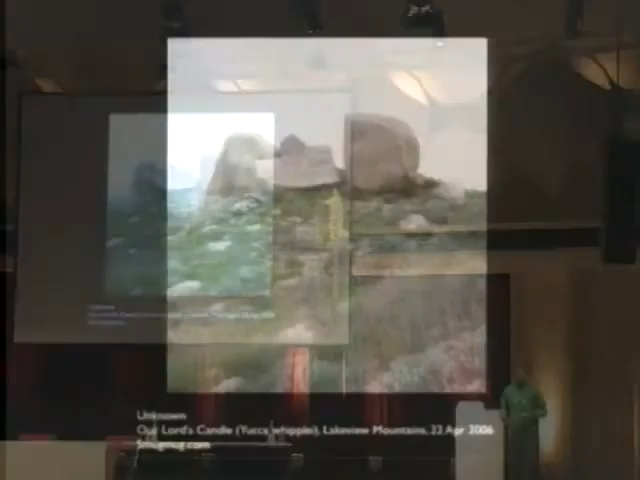 Unknown
Our Lord's Candle (Yucca whipplei), Lakeview Mountains, 22 Apr 2006
Smugmug.com